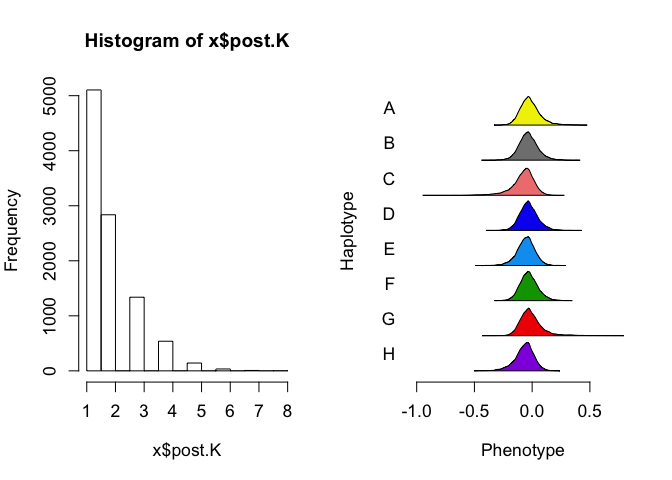 Histogram of x$post.K
Frequency
0
1000
2000
3000
4000
5000
1 2 3 4 5 6 7 8
x$post.K
Haplotype
A
B
C
D
E
F
G
H
-1.0 -0.5 0.0 0.5
Phenotype